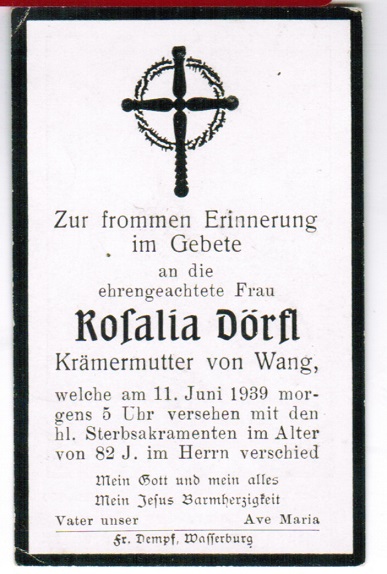 Zur frommen Erinnerung
im Gebete
an die
ehrengeachtete Frau
Roſalia Dörfl
Krämermutter von Wang,
welche am 11. Juni 1939 mor-
gens 5 Uhr versehen mit den
hl. Sterbsakramenten im Alter
von 82 J. im Herrn verschied
Mein Gott und mein alles
Mein Jeſus Barmherzigkeit
Vater unser Ave Maria
Fr. Dempf, Waſſerburg